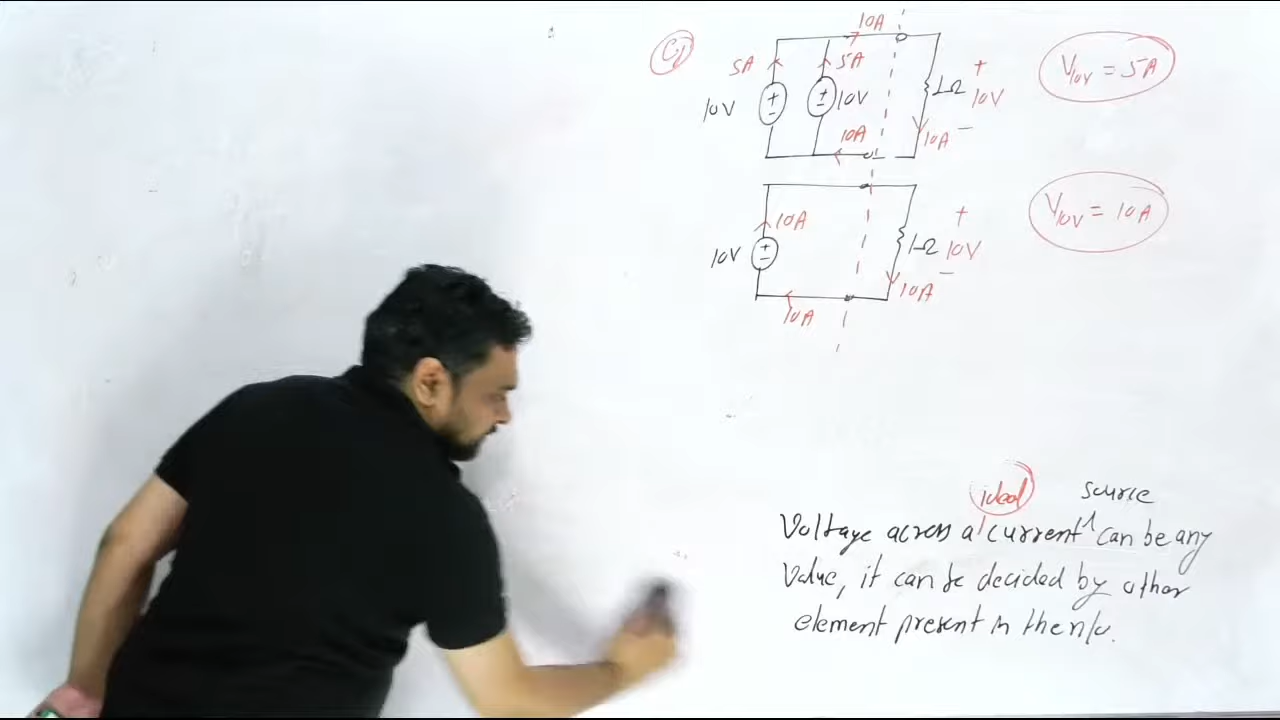 (i)
10A
5A
5A
10V
+
-
+
-
10V
1Ω
+
10V
-
10A
10A
V10V = 5A
10A
10V
+
-
1Ω
+
10V
-
10A
10A
V10V = 10A
ideal source
Voltage across a current can be any
value, it can be decided by other
element present in the n/w.